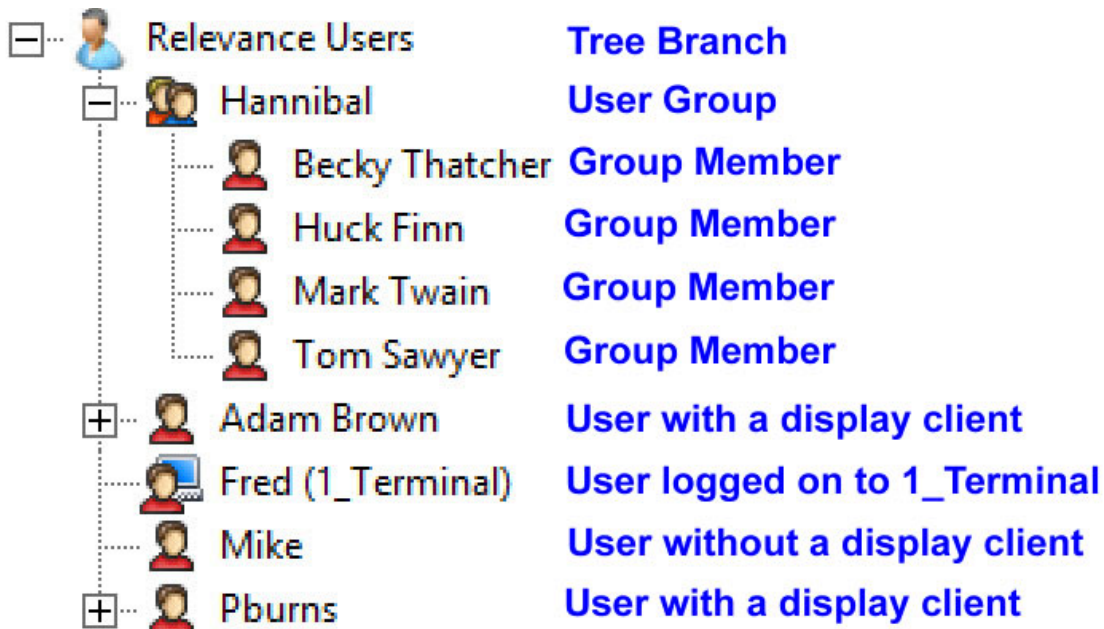 Relevance Users Tree Branch
Hannibal User Group
Becky Thatcher Group Member
Huck Finn Group Member
Mark Twain Group Member
Tom Sawyer Group Member
Adam Brown User with a display client
Fred (1_Terminal) User logged on to 1_Terminal
Mike User without a display client
Pburns User with a display client